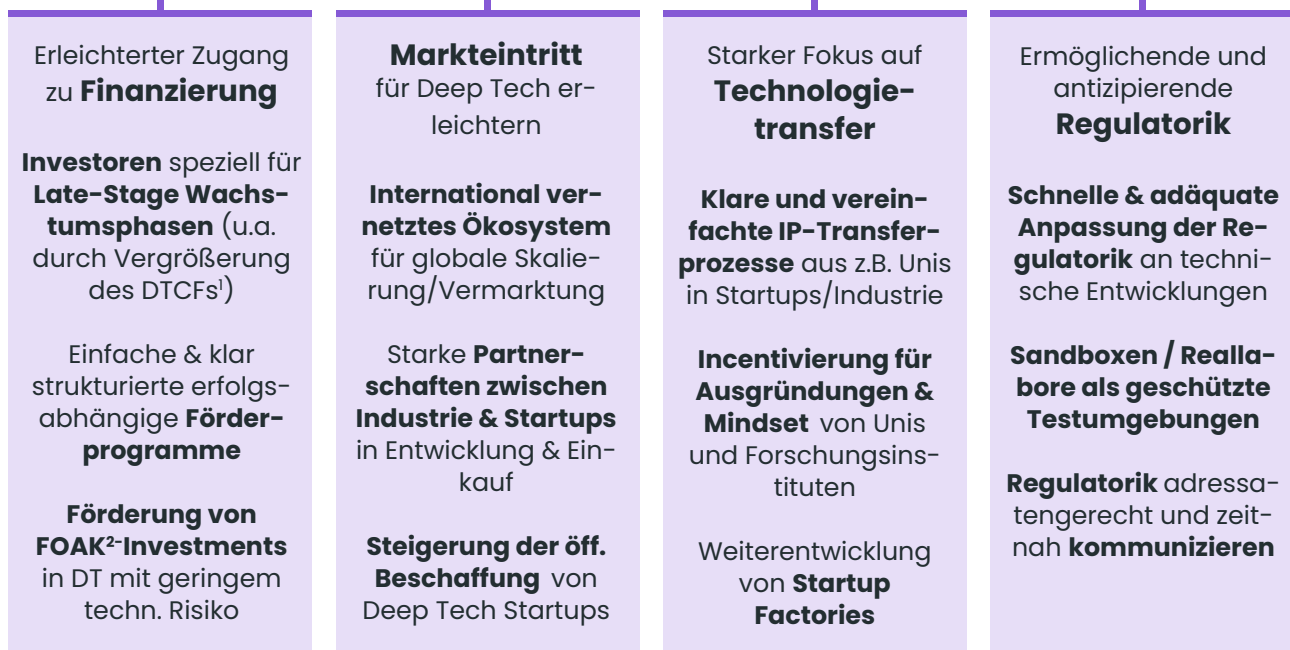 Erleichterter Zugang
zu Finanzierung
Investoren speziell für
Late-Stage Wachs-
tumsphasen (u.a.
durch Vergrößerung
des DTCFs¹)
Einfache & klar
strukturierte erfolgs-
abhängige Förder-
programme
Förderung von
FOAK²-Investments
in DT mit geringem
techn. Risiko
Markteintritt
für Deep Tech er-
leichtern
International ver-
netztes Ökosystem
für globale Skalie-
rung/Vermarktung
Starke Partner-
schaften zwischen
Industrie & Startups
in Entwicklung & Ein-
kauf
Steigerung der öff.
Beschaffung von
Deep Tech Startups
Starker Fokus auf
Technologie-
transfer
Klare und verein-
fachte IP-Transfer-
prozesse aus z.B. Unis
in Startups/Industrie
Incentivierung für
Ausgründungen &
Mindset von Unis
und Forschungsins-
tituten
Weiterentwicklung
von Startup
Factories
Ermöglichende und
antizipierende
Regulatorik
Schnelle & adäquate
Anpassung der Re-
gulatorik an techni-
sche Entwicklungen
Sandboxen / Realla-
bore als geschützte
Testumgebungen
Regulatorik adressa-
tengerecht und zeit-
nah kommunizieren